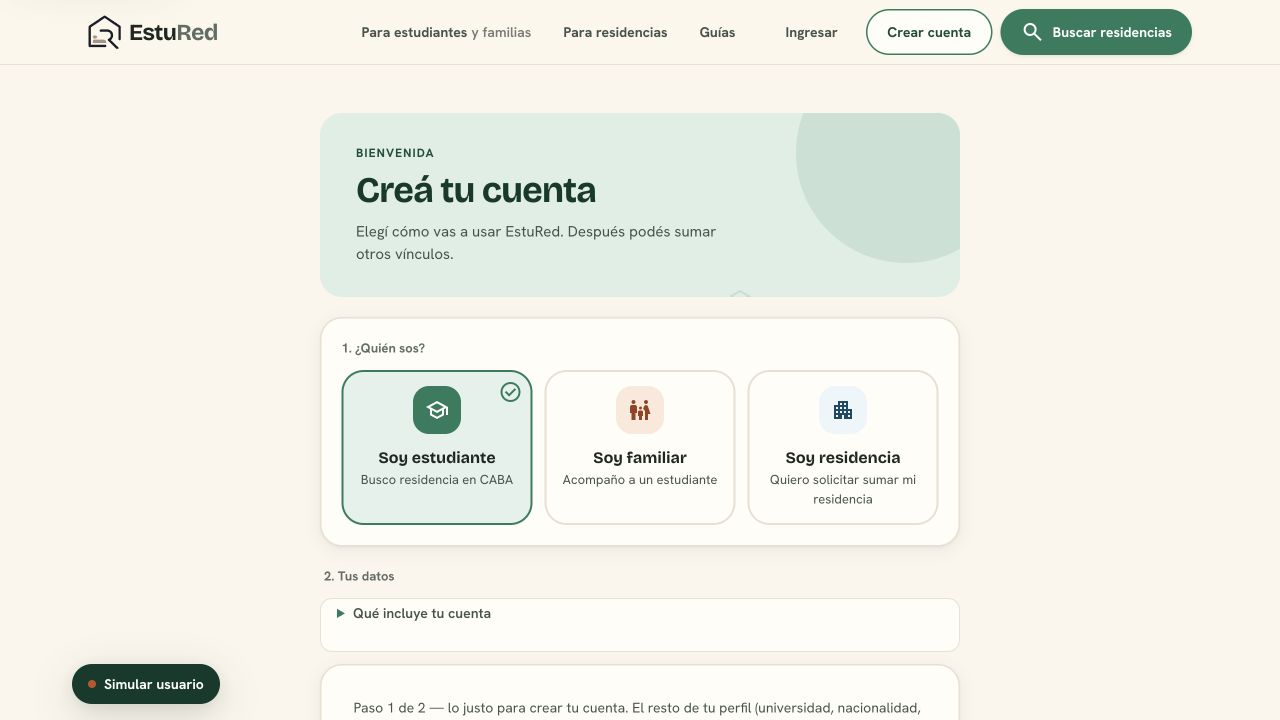 EstuRed
Para estudiantes y familias
Para residencias
Guías
Ingresar
Crear cuenta
Buscar residencias
BIENVENIDA
Creá tu cuenta
Elegí cómo vas a usar EstuRed. Después podés sumar
otros vínculos.
1. ¿Quién sos?
Soy estudiante
Busco residencia en CABA
Soy familiar
Acompaño a un estudiante
Soy residencia
Quiero solicitar sumar mi
residencia
2. Tus datos
Qué incluye tu cuenta
Simular usuario
Paso 1 de 2 — lo justo para crear tu cuenta. El resto de tu perfil (universidad, nacionalidad,